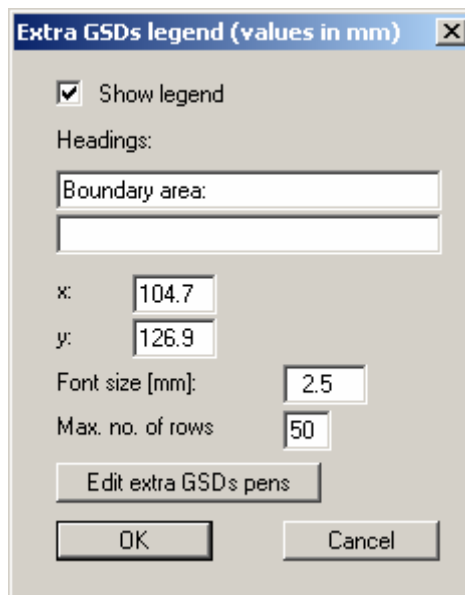 Extra GSDs legend (values in mm)
Show legend
Headings:
Boundary area:
x: 104.7
y: 126.9
Font size [mm]: 2.5
Max. no. of rows 50
Edit extra GSDs pens
OK Cancel